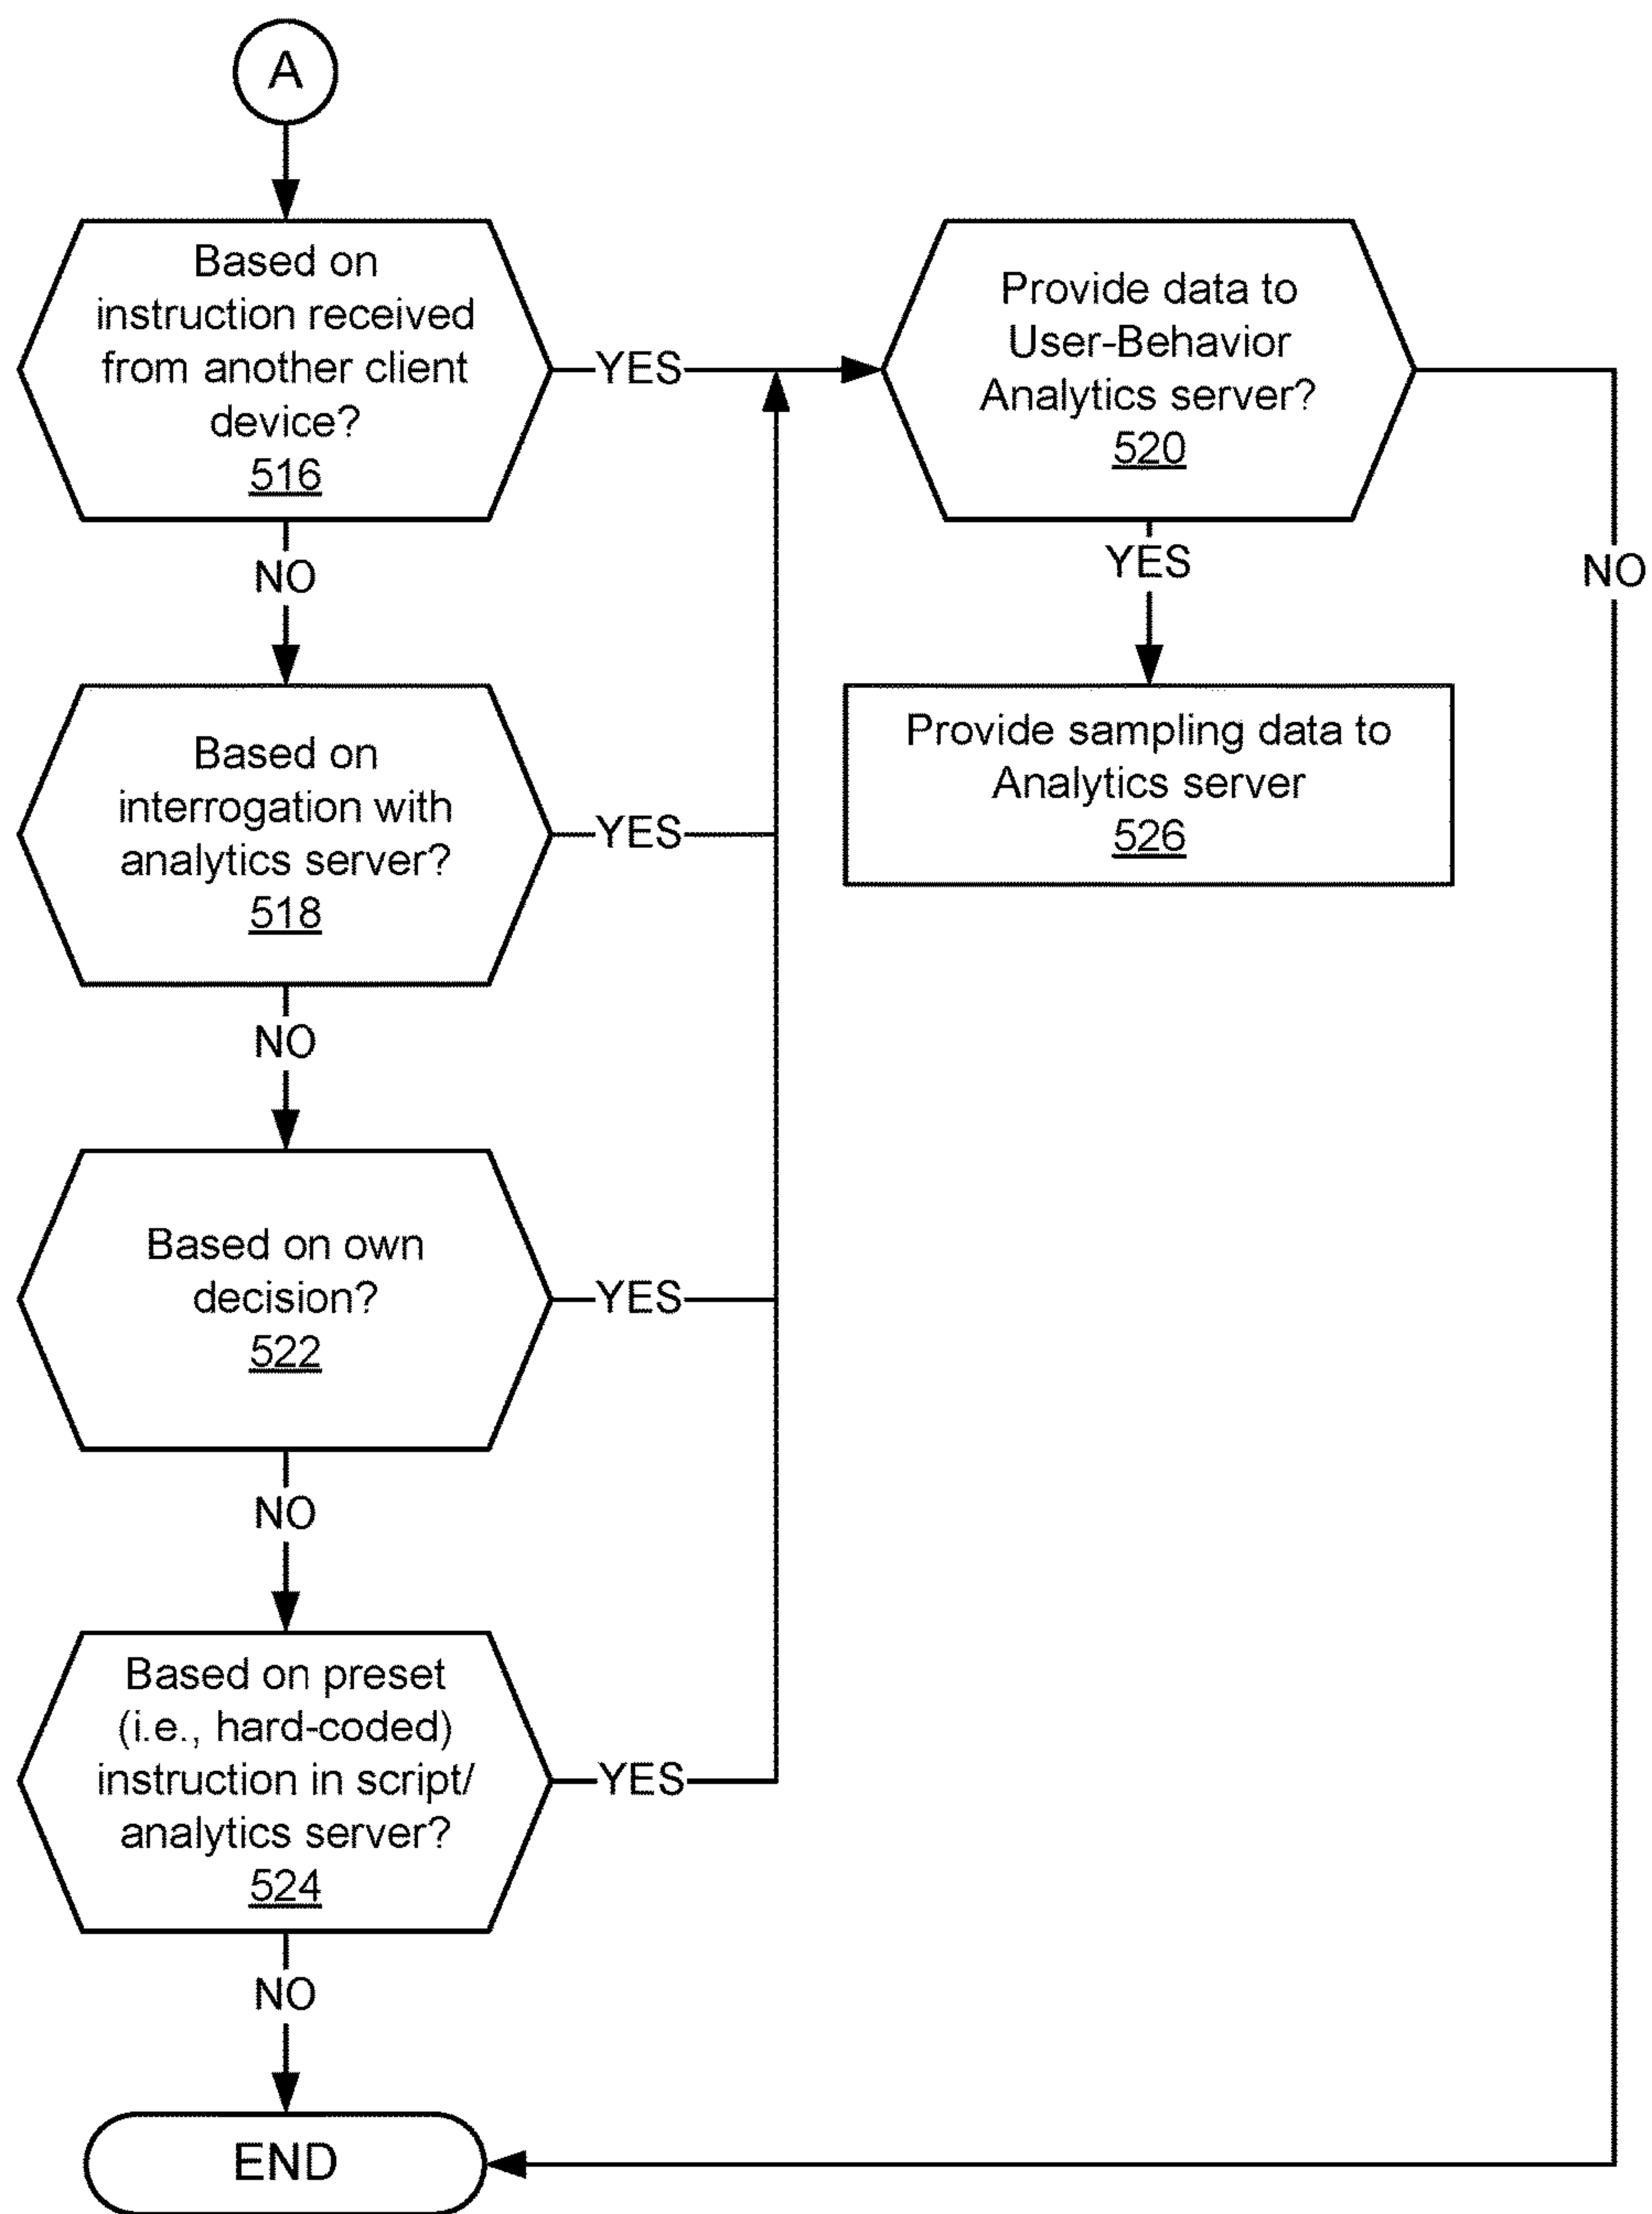 A
Based on
instruction received
from another client
device?
516
YES
NO
Provide data to
User-Behavior
Analytics server?
520
YES
NO
Provide sampling data to
Analytics server
526
Based on
interrogation with
analytics server?
518
YES
NO
Based on own
decision?
522
YES
NO
Based on preset
(i.e., hard-coded)
instruction in script/
analytics server?
524
YES
NO
END